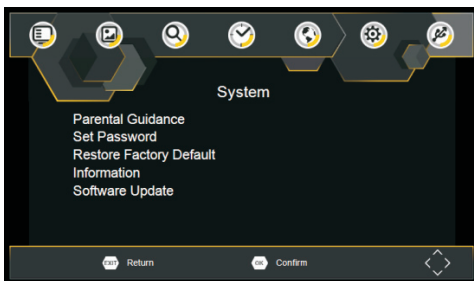 System
Parental Guidance
Set Password
Restore Factory Default
Information
Software Update
EXIT Return OK Confirm